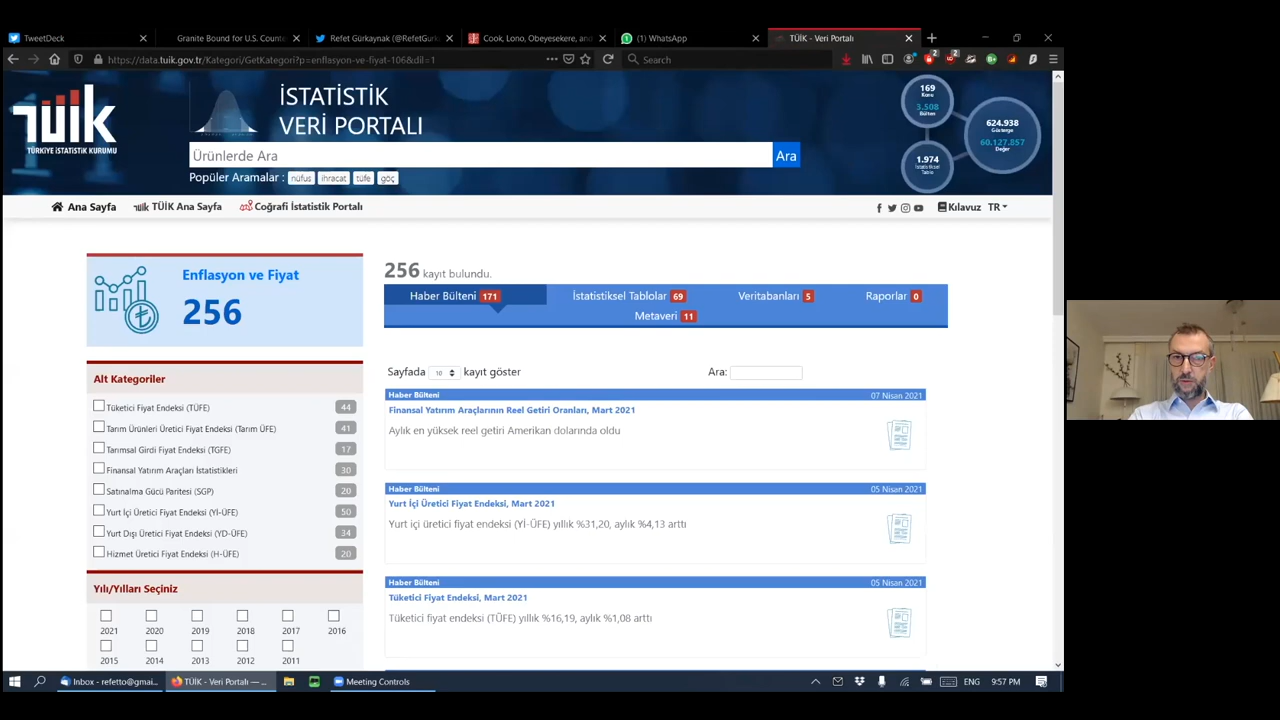 TweetDeck
Granite Bound for U.S. Counte
Refet Gürkaynak (@RefetGurk
Cook, Lono, Obeyesekere, and
(1) WhatsApp
TÜİK - Veri Portalı
https://data.tuik.gov.tr/Kategori/GetKategori?p=enflasyon-ve-fiyat-106&dil=1
Search
TÜİK
TÜRKİYE İSTATİSTİK KURUMU
İSTATİSTİK
VERİ PORTALI
Ürünlerde Ara
Ara
Popüler Aramalar : nüfus ihracat tüfe göç
169
Konu
3.508
Bülten
624.938
Gösterge
60.127.857
Değer
1.974
İstatistiksel
Tablo
Ana Sayfa
TÜİK Ana Sayfa
Coğrafi İstatistik Portalı
Kılavuz
TR
Enflasyon ve Fiyat
256
256 kayıt bulundu.
Haber Bülteni 171
İstatistiksel Tablolar 69
Veritabanları 5
Raporlar 0
Metaveri 11
Alt Kategoriler
Tüketici Fiyat Endeksi (TÜFE) 44
Tarım Ürünleri Üretici Fiyat Endeksi (Tarım ÜFE) 41
Tarımsal Girdi Fiyat Endeksi (TGFE) 17
Finansal Yatırım Araçları İstatistikleri 30
Satınalma Gücü Paritesi (SGP) 20
Yurt İçi Üretici Fiyat Endeksi (Yİ-ÜFE) 50
Yurt Dışı Üretici Fiyat Endeksi (YD-ÜFE) 34
Hizmet Üretici Fiyat Endeksi (H-ÜFE) 20
Yılı/Yılları Seçiniz
2021 2020 2019 2018 2017 2016
2015 2014 2013 2012 2011
Sayfada 10 kayıt göster
Ara:
Haber Bülteni 07 Nisan 2021
Finansal Yatırım Araçlarının Reel Getiri Oranları, Mart 2021
Aylık en yüksek reel getiri Amerikan dolarında oldu
Haber Bülteni 05 Nisan 2021
Yurt İçi Üretici Fiyat Endeksi, Mart 2021
Yurt içi üretici fiyat endeksi (Yİ-ÜFE) yıllık %31,20, aylık %4,13 arttı
Haber Bülteni 05 Nisan 2021
Tüketici Fiyat Endeksi, Mart 2021
Tüketici fiyat endeksi (TÜFE) yıllık %16,19, aylık %1,08 arttı
Inbox - refetto@gmai...
TÜİK - Veri Portalı — ...
Meeting Controls
ENG
9:57 PM